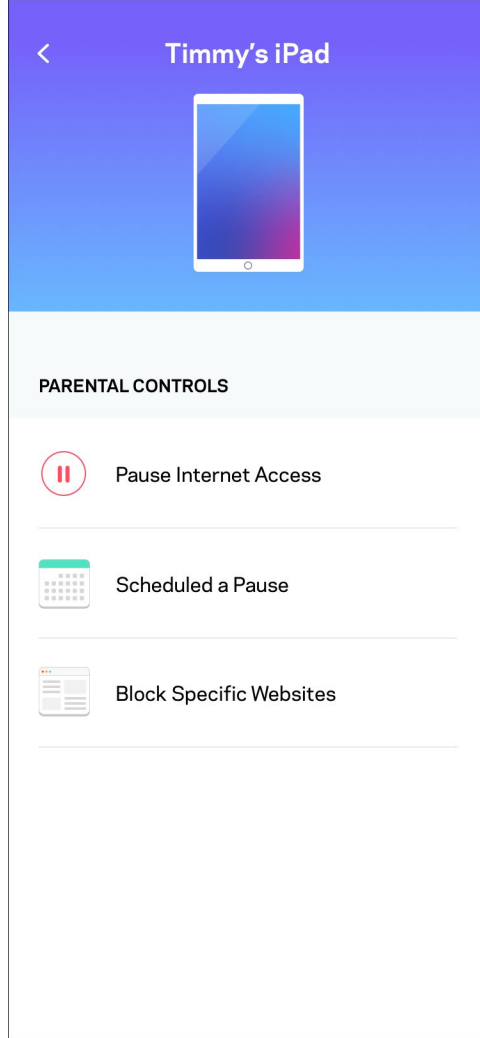 Timmy’s iPad
PARENTAL CONTROLS
Pause Internet Access
Scheduled a Pause
Block Specific Websites